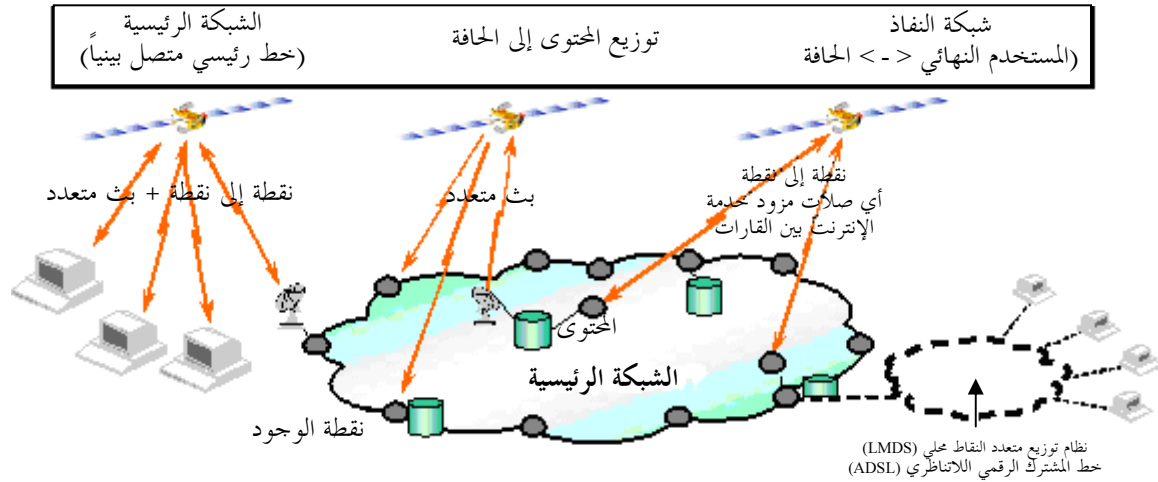 شبكة النفاذ
(المستخدم النهائي < - > الحافة
توزيع المحتوى إلى الحافة
الشبكة الرئيسية
(خط رئيسي متصل بينياً)
نقطة إلى نقطة
أي صلات مزود خدمة
الإنترنت بين القارات
بث متعدد
نقطة إلى نقطة + بث متعدد
المحتوى
الشبكة الرئيسية
نقطة الوجود
نظام توزيع متعدد النقاط محلي (LMDS)
خط المشترك الرقمي اللاتناظري (ADSL)